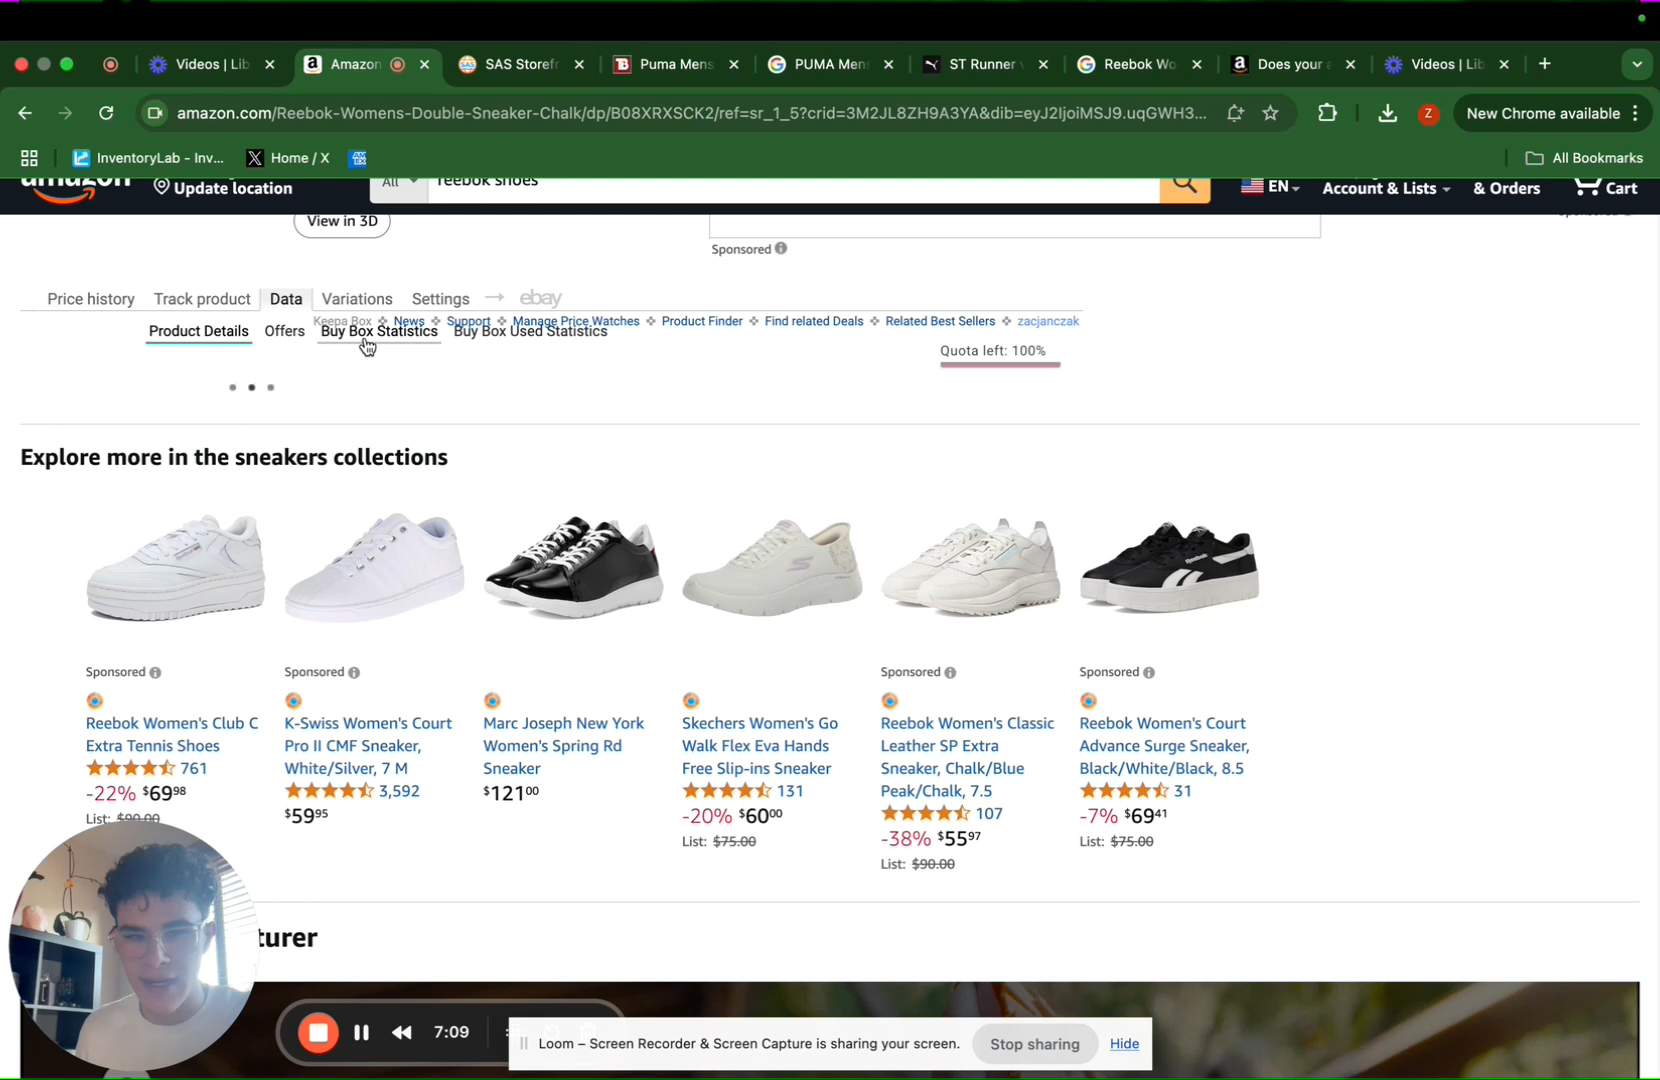 Videos | Lib
Amazon
SAS Storefr
Puma Mens
PUMA Men
ST Runner v
Reebok Wo
Does your a
Videos | Lib
amazon.com/Reebok-Womens-Double-Sneaker-Chalk/dp/B08XRXSCK2/ref=sr_1_5?crid=3M2JL8ZH9A3YA&dib=eyJ2IjoiMSJ9.uqGWH3...
Z
New Chrome available
InventoryLab - Inv...
X Home / X
All Bookmarks
amazon
Update location
All
reebok shoes
EN
Account & Lists
& Orders
Cart
View in 3D
Sponsored
Sponsored
Price history
Track product
Data
Variations
Settings
ebay
Keepa Box
News
Support
Manage Price Watches
Product Finder
Find related Deals
Related Best Sellers
zacjanczak
Product Details
Offers
Buy Box Statistics
Buy Box Used Statistics
Quota left: 100%
Explore more in the sneakers collections
Sponsored
Reebok Women's Club C
Extra Tennis Shoes
761
-22% $69.98
List: $90.00
Sponsored
K-Swiss Women's Court
Pro II CMF Sneaker,
White/Silver, 7 M
3,592
$59.95
Marc Joseph New York
Women's Spring Rd
Sneaker
$121.00
Skechers Women's Go
Walk Flex Eva Hands
Free Slip-ins Sneaker
131
-20% $60.00
List: $75.00
Sponsored
Reebok Women's Classic
Leather SP Extra
Sneaker, Chalk/Blue
Peak/Chalk, 7.5
107
-38% $55.97
List: $90.00
Sponsored
Reebok Women's Court
Advance Surge Sneaker,
Black/White/Black, 8.5
31
-7% $69.41
List: $75.00
turer
7:09
Loom – Screen Recorder & Screen Capture is sharing your screen.
Stop sharing
Hide